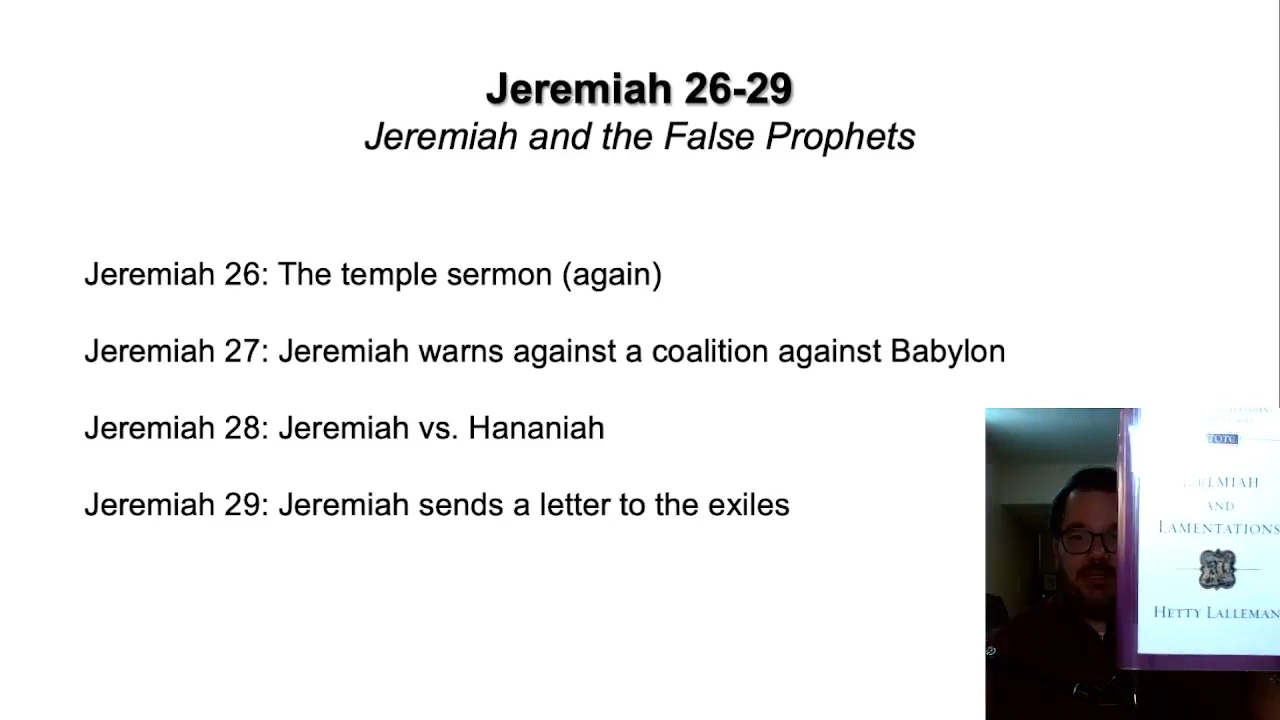 Jeremiah 26-29
Jeremiah and the False Prophets
Jeremiah 26: The temple sermon (again)
Jeremiah 27: Jeremiah warns against a coalition against Babylon
Jeremiah 28: Jeremiah vs. Hananiah
Jeremiah 29: Jeremiah sends a letter to the exiles
TOTC
JEREMIAH
AND
LAMENTATIONS
HETTY LALLEMAN